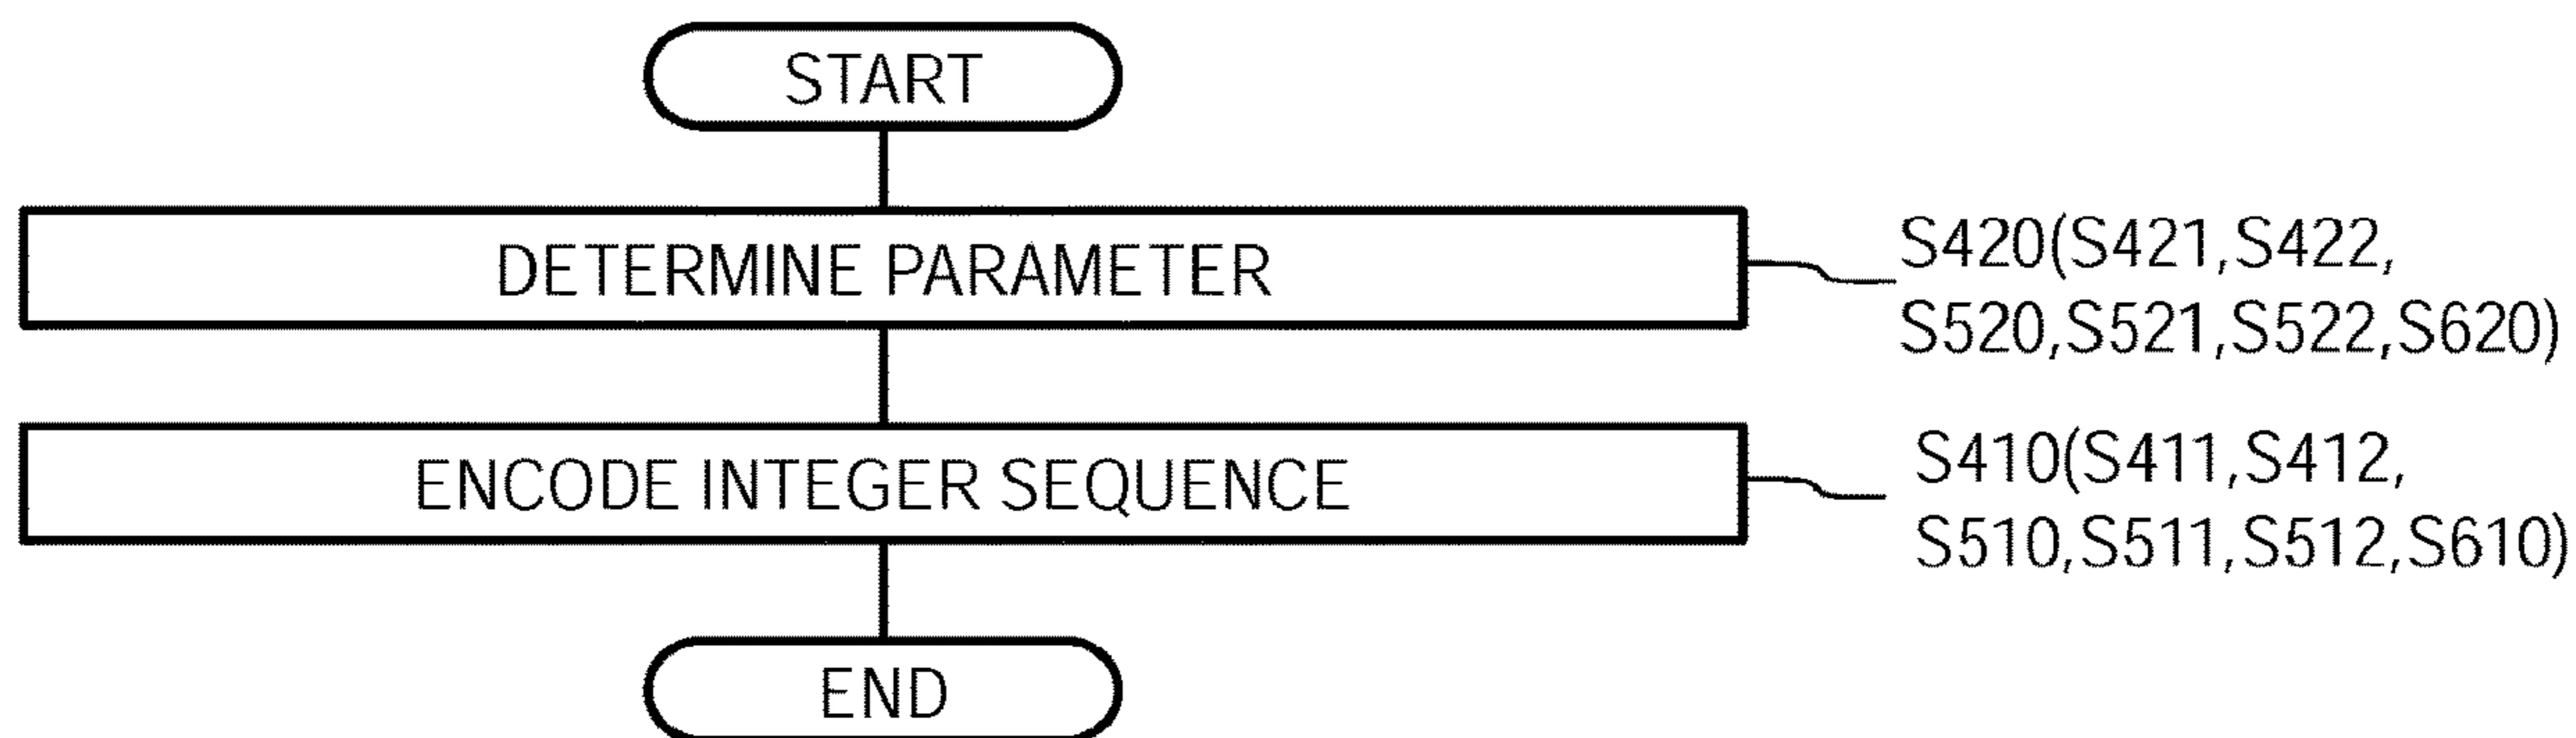 START
DETERMINE PARAMETER
S420(S421,S422,
S520,S521,S522,S620)
ENCODE INTEGER SEQUENCE
S410(S411,S412,
S510,S511,S512,S610)
END